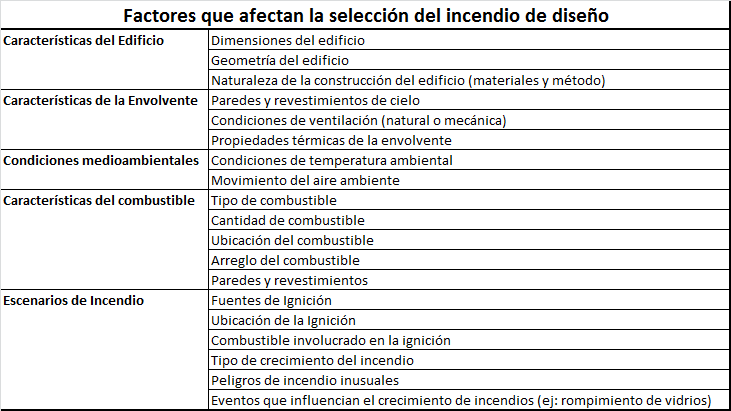 Factores que afectan la selección del incendio de diseño
Características del Edificio
Dimensiones del edificio
Geometría del edificio
Naturaleza de la construcción del edificio (materiales y método)
Características de la Envolvente
Paredes y revestimientos de cielo
Condiciones de ventilación (natural o mecánica)
Propiedades térmicas de la envolvente
Condiciones medioambientales
Condiciones de temperatura ambiental
Movimiento del aire ambiente
Características del combustible
Tipo de combustible
Cantidad de combustible
Ubicación del combustible
Arreglo del combustible
Paredes y revestimientos
Escenarios de Incendio
Fuentes de Ignición
Ubicación de la Ignición
Combustible involucrado en la ignición
Tipo de crecimiento del incendio
Peligros de incendio inusuales
Eventos que influencian el crecimiento de incendios (ej: rompimiento de vidrios)